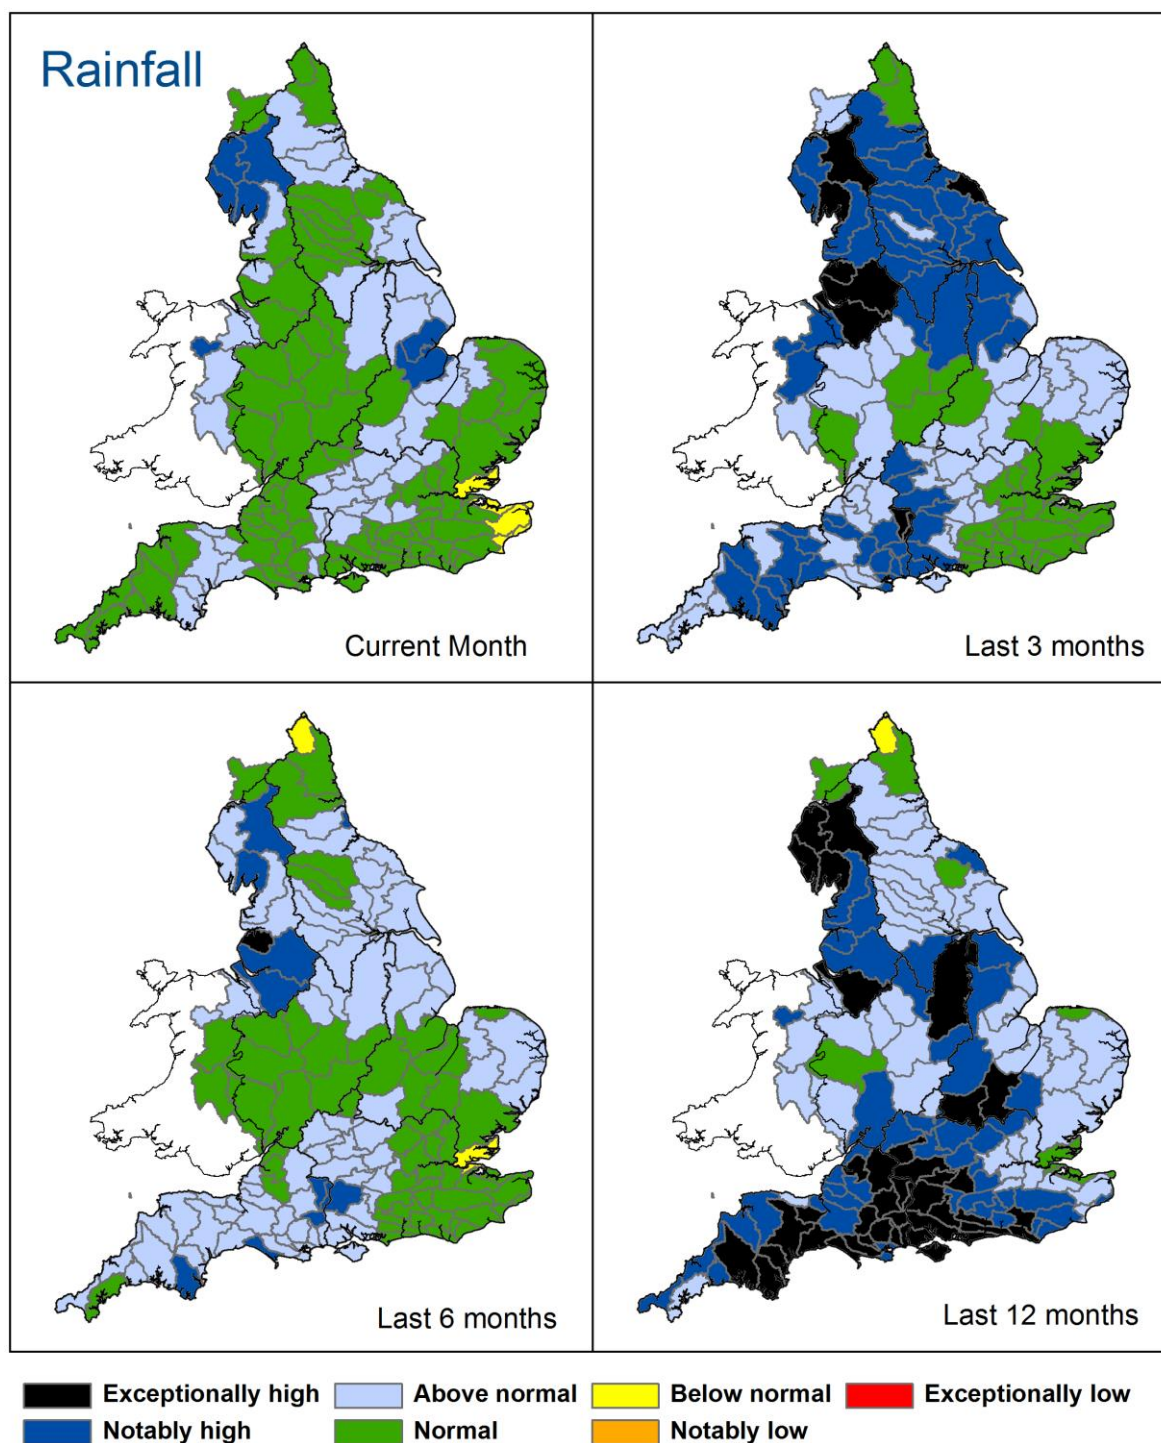 Rainfall
Current Month
Last 3 months
Last 6 months
Last 12 months
Exceptionally high
Above normal
Below normal
Exceptionally low
Notably high
Normal
Notably low